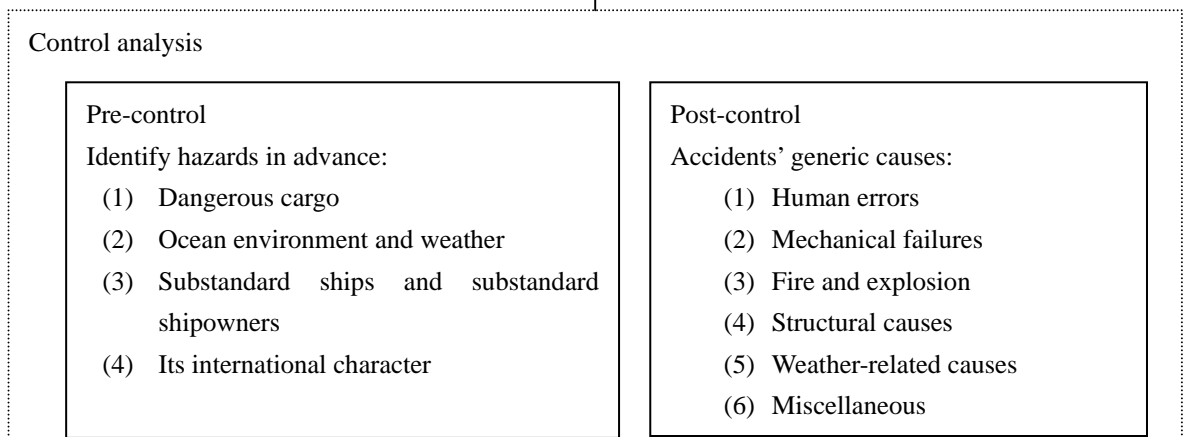 Control analysis
Pre-control
Identify hazards in advance:
(1) Dangerous cargo
(2) Ocean environment and weather
(3) Substandard ships and substandard
shipowners
(4) Its international character
Post-control
Accidents’ generic causes:
(1) Human errors
(2) Mechanical failures
(3) Fire and explosion
(4) Structural causes
(5) Weather-related causes
(6) Miscellaneous